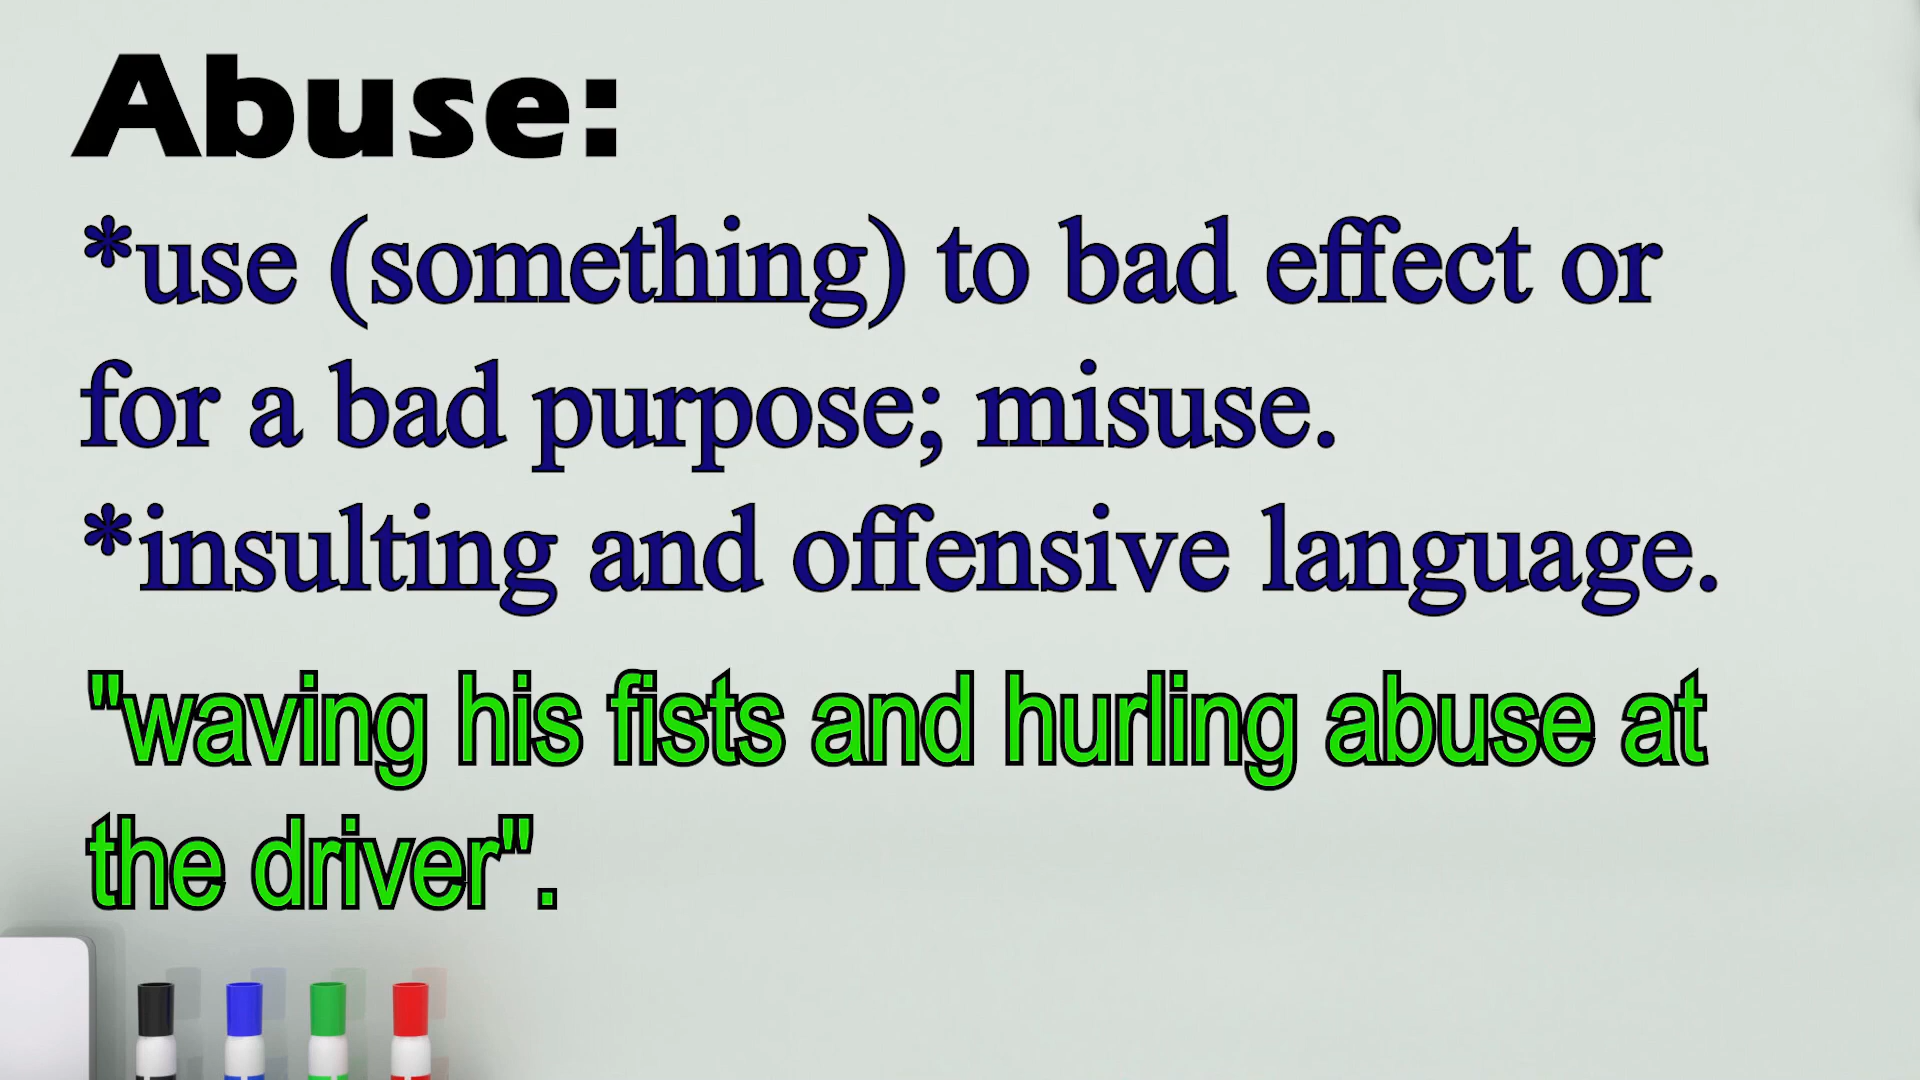 Abuse:
*use (something) to bad effect or
for a bad purpose; misuse.
*insulting and offensive language.
"waving his fists and hurling abuse at
the driver".